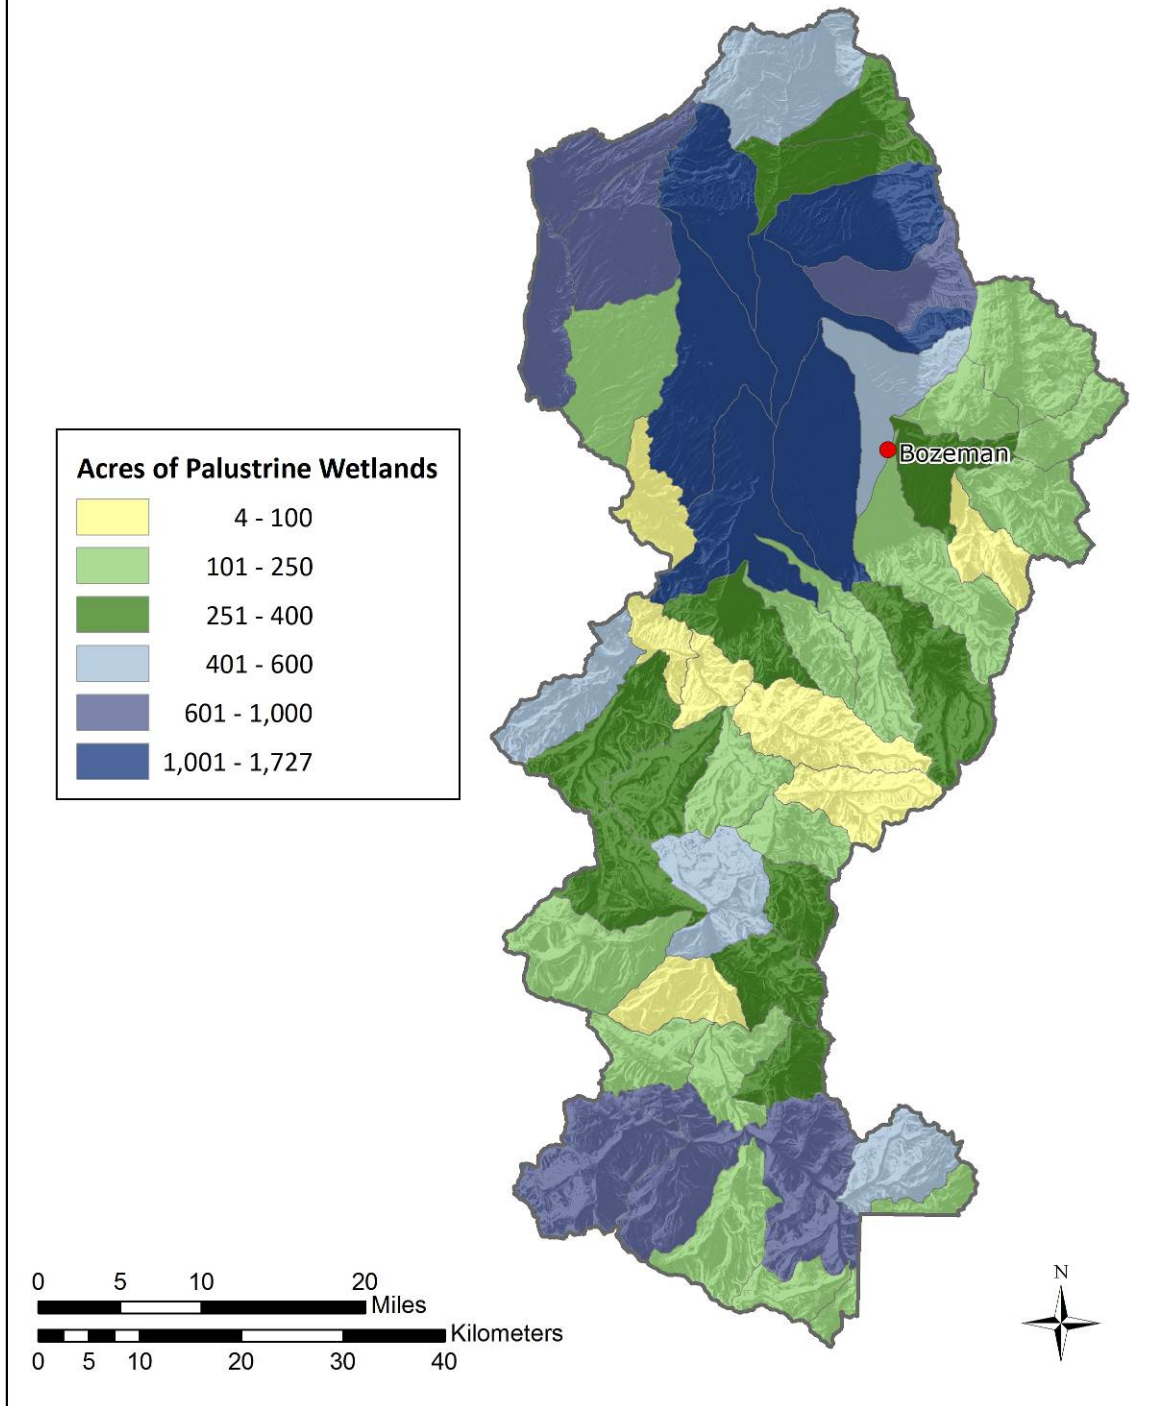 Bozeman
Acres of Palustrine Wetlands
4 - 100
101 - 250
251 - 400
401 - 600
601 - 1,000
1,001 - 1,727
0 5 10 20
Miles
Kilometers
0 5 10 20 30 40
N